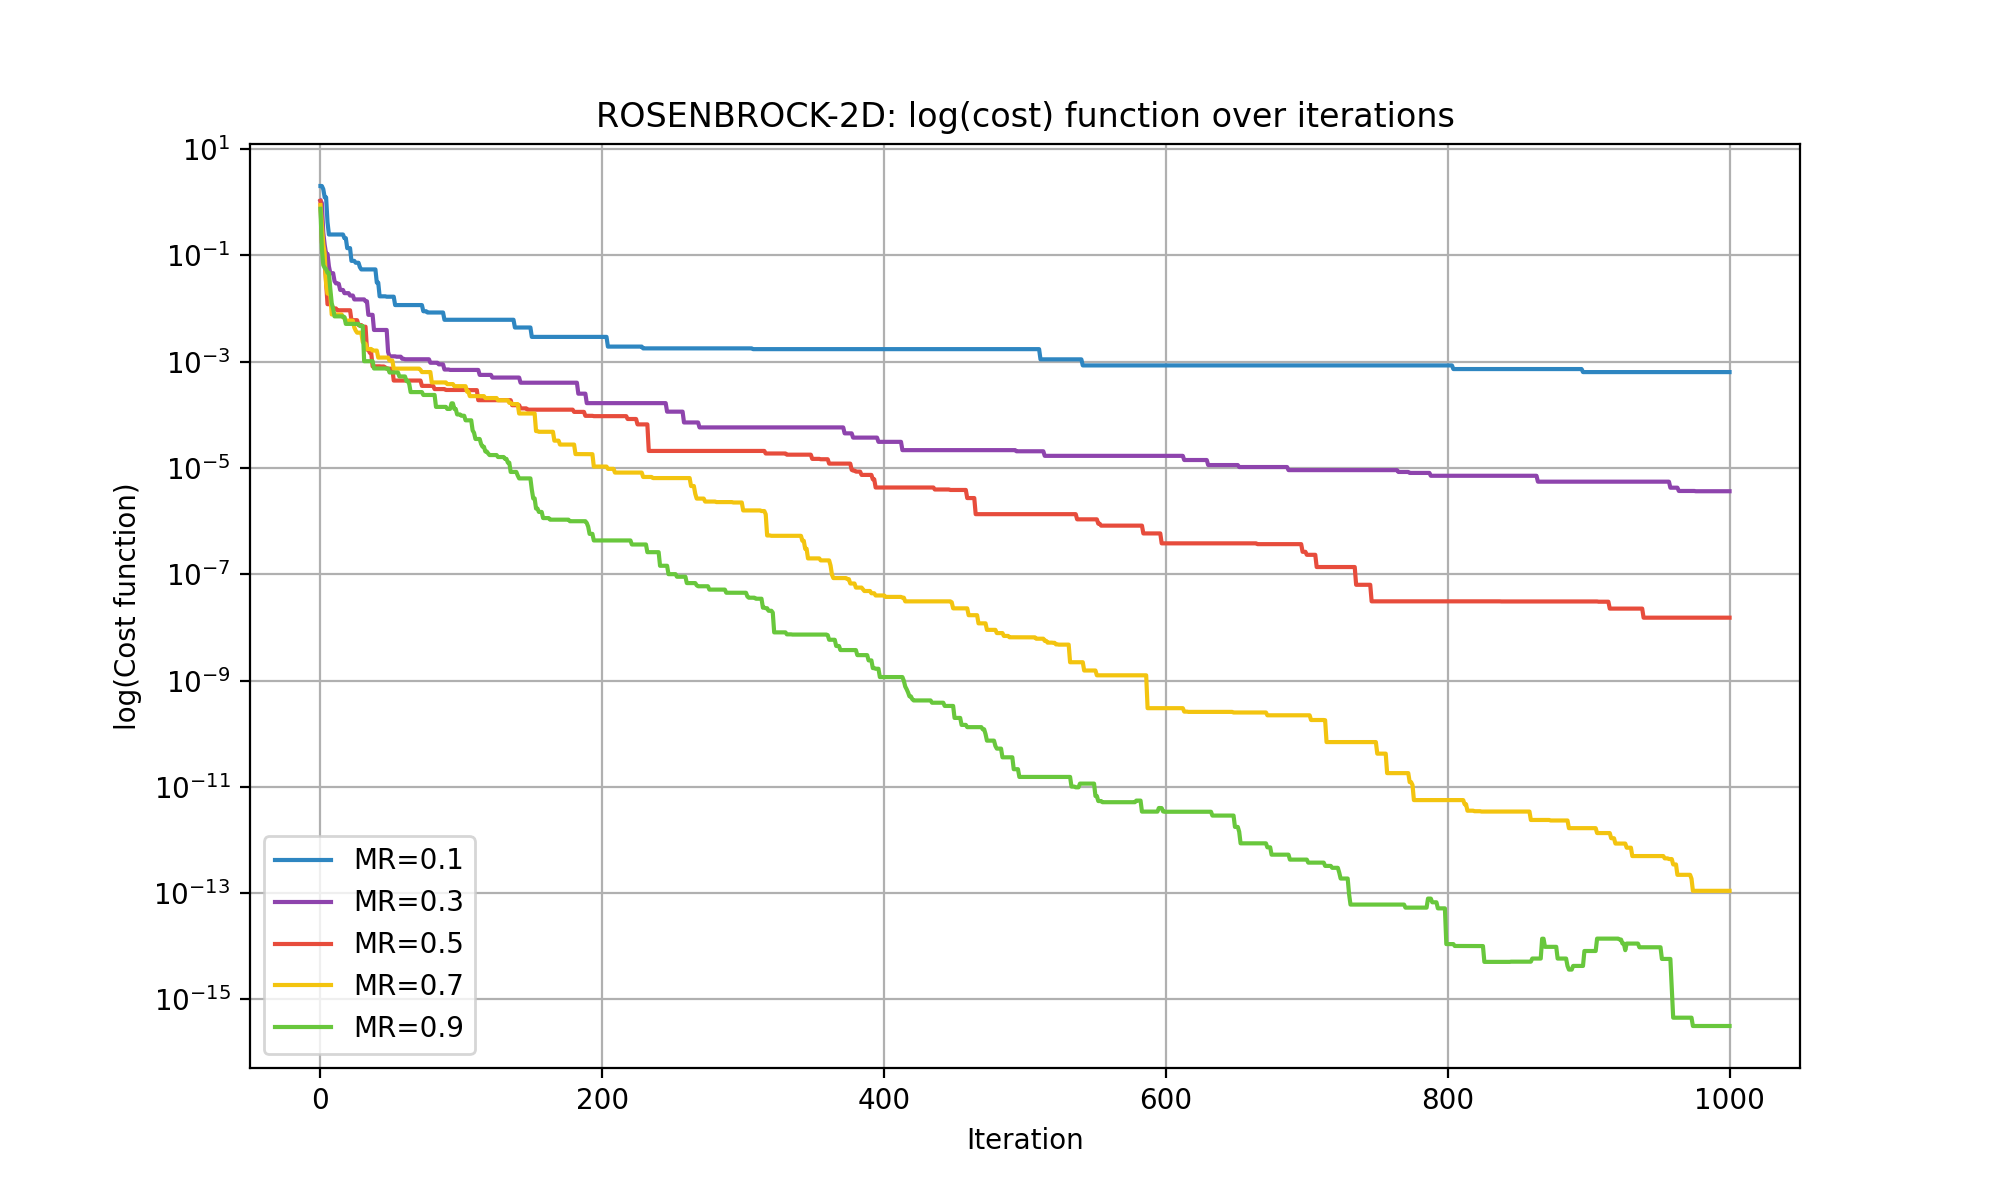 ROSENBROCK-2D: log(cost) function over iterations
log(Cost function)
10¹
10⁻¹
10⁻³
10⁻⁵
10⁻⁷
10⁻⁹
10⁻¹¹
10⁻¹³
10⁻¹⁵
MR=0.1
MR=0.3
MR=0.5
MR=0.7
MR=0.9
0 200 400 600 800 1000
Iteration